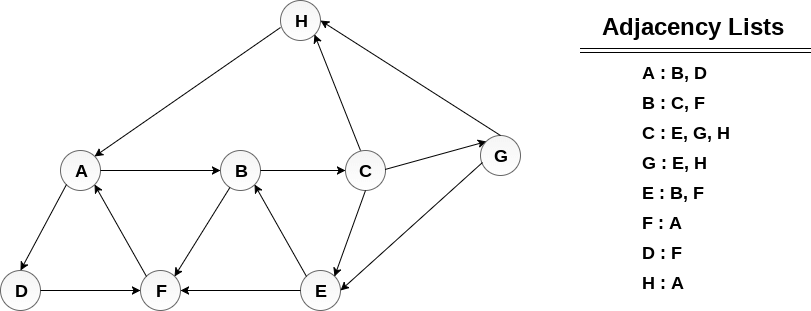 H
A
B
C
G
D
F
E
Adjacency Lists
A : B, D
B : C, F
C : E, G, H
G : E, H
E : B, F
F : A
D : F
H : A